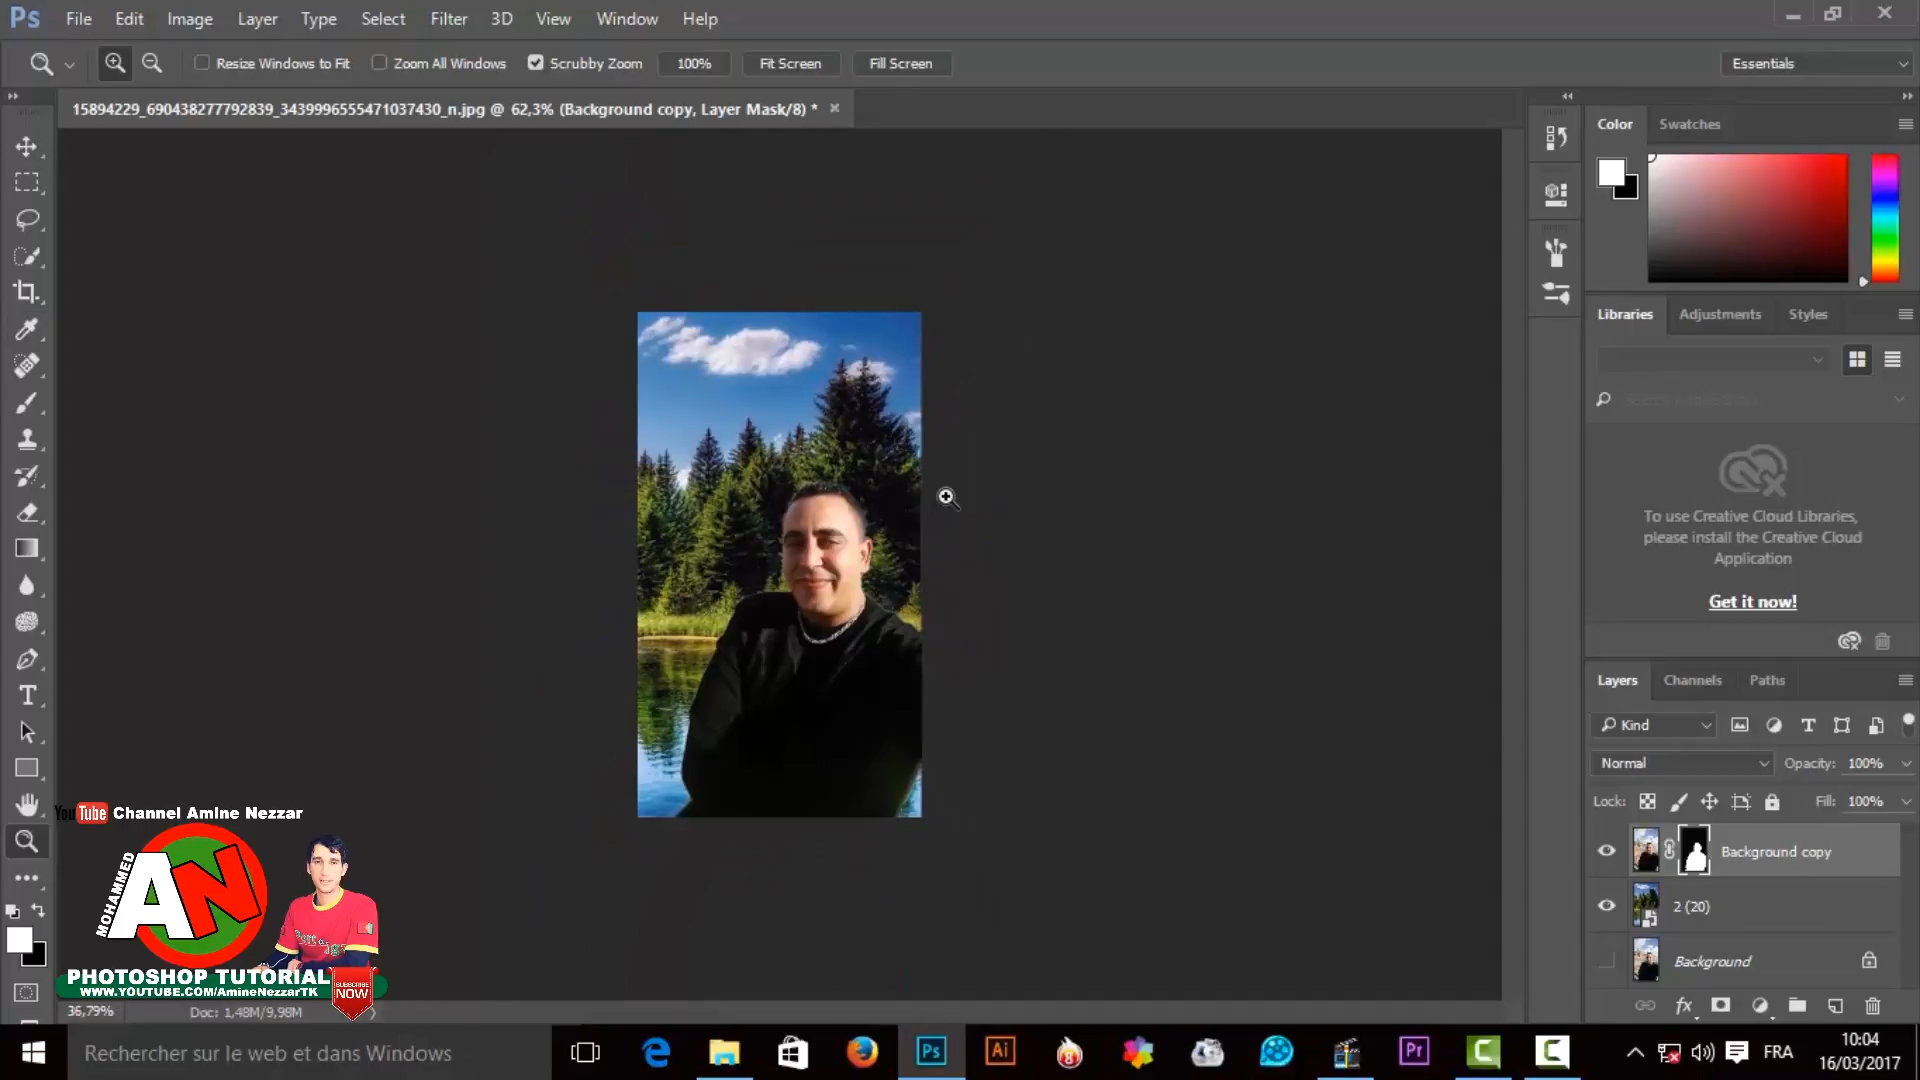 Ps File Edit Image Layer Type Select Filter 3D View Window Help
Resize Windows to Fit Zoom All Windows Scrubby Zoom 100% Fit Screen Fill Screen Essentials
15894229_690438277792839_3439996555471037430_n.jpg @ 62,3% (Background copy, Layer Mask/8) *
Color Swatches
Libraries Adjustments Styles
To use Creative Cloud Libraries,
please install the Creative Cloud
Application
Get it now!
Layers Channels Paths
Kind
Normal Opacity: 100%
Lock: Fill: 100%
Background copy
2 (20)
Background
fx
YouTube Channel Amine Nezzar
MOHAMMED
AN
PHOTOSHOP TUTORIAL
WWW.YOUTUBE.COM/AmineNezzarTK
SUBSCRIBE
NOW
36,79% Doc: 1,48M/9,98M
Rechercher sur le web et dans Windows
Ps Ai 8 Pr C C
FRA
10:04
16/03/2017